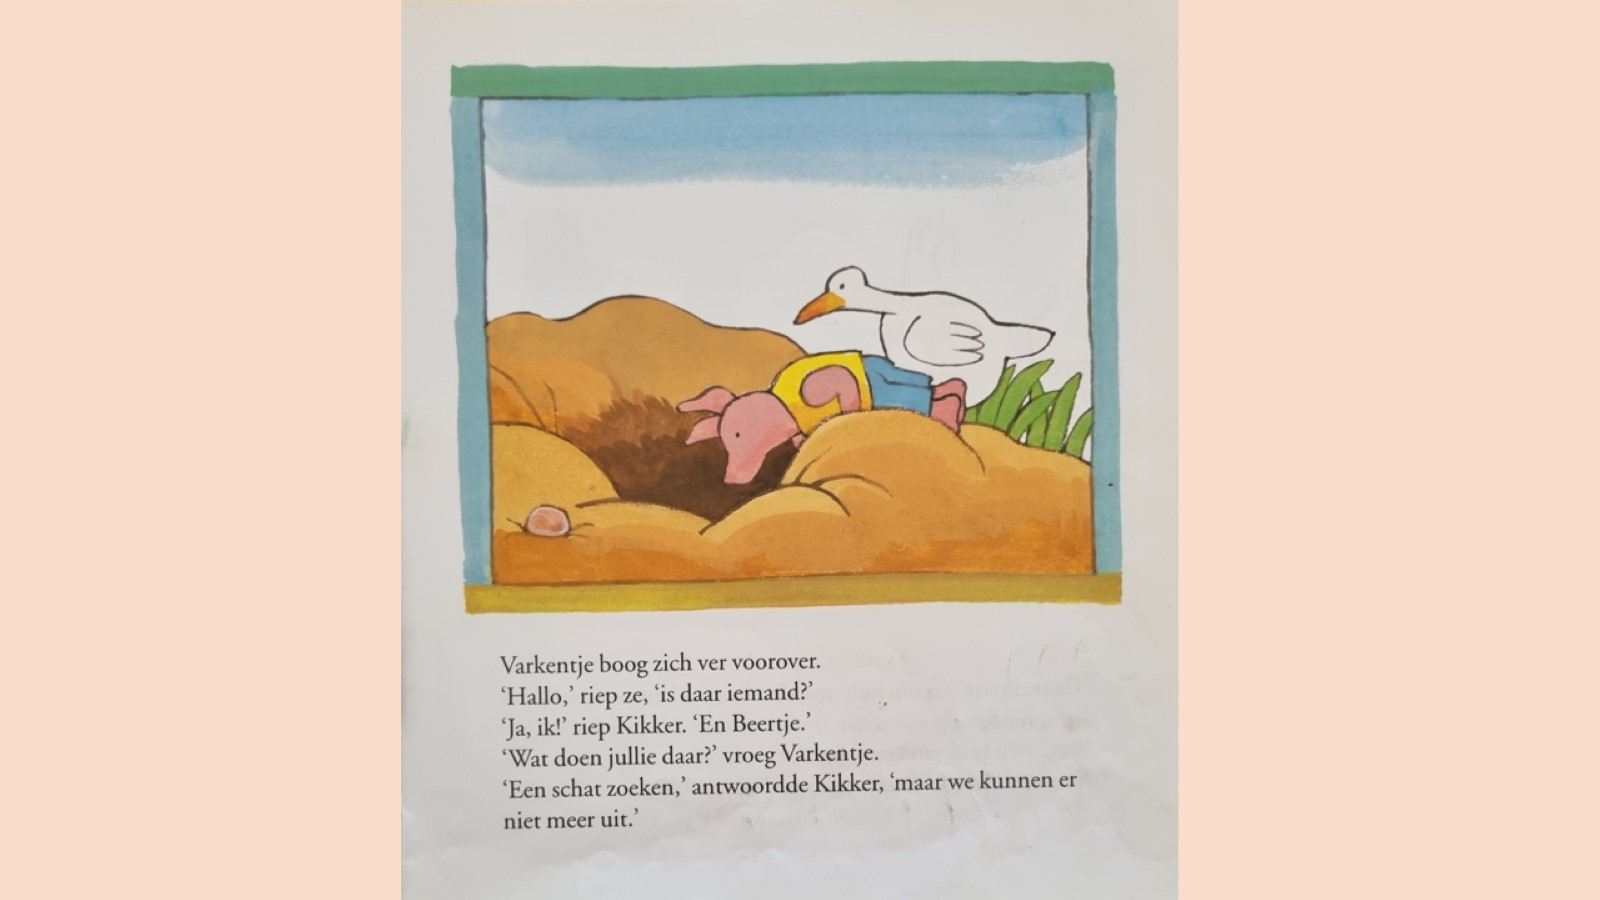 Varkentje boog zich ver voorover.
‘Hallo,’ riep ze, ‘is daar iemand?’
‘Ja, ik!’ riep Kikker. ‘En Beertje.’
‘Wat doen jullie daar?’ vroeg Varkentje.
‘Een schat zoeken,’ antwoordde Kikker, ‘maar we kunnen er
niet meer uit.’